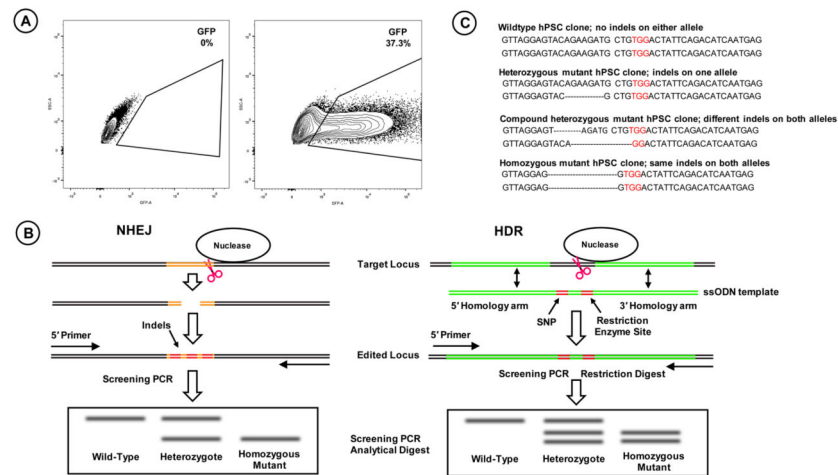 A
GFP
0%
GFP
37.3%
SSC-A
GFP-A
GFP-A
C
Wildtype hPSC clone; no indels on either allele
GTTAGGAGTACAGAAGATG CTGTGGACTATTCAGACATCAATGAG
GTTAGGAGTACAGAAGATG CTGTGGACTATTCAGACATCAATGAG
Heterozygous mutant hPSC clone; indels on one allele
GTTAGGAGTACAGAAGATG CTGTGGACTATTCAGACATCAATGAG
GTTAGGAGTAC--------------G CTGTGGACTATTCAGACATCAATGAG
Compound heterozygous mutant hPSC clone; different indels on both alleles
GTTAGGAGT----------AGATG CTGTGGACTATTCAGACATCAATGAG
GTTAGGAGTACA---------------------GGACTATTCAGACATCAATGAG
Homozygous mutant hPSC clone; same indels on both alleles
GTTAGGAG--------------------------GTGGACTATTCAGACATCAATGAG
GTTAGGAG--------------------------GTGGACTATTCAGACATCAATGAG
B
NHEJ
Nuclease
Indels
5′ Primer
Screening PCR
Wild-Type
Heterozygote
Homozygous
Mutant
Target Locus
Edited Locus
Screening PCR
Analytical Digest
HDR
Nuclease
ssODN template
5′ Homology arm
3′ Homology arm
SNP
Restriction
Enzyme Site
5′ Primer
Screening PCR
Restriction Digest
Wild-Type
Heterozygote
Homozygous
Mutant